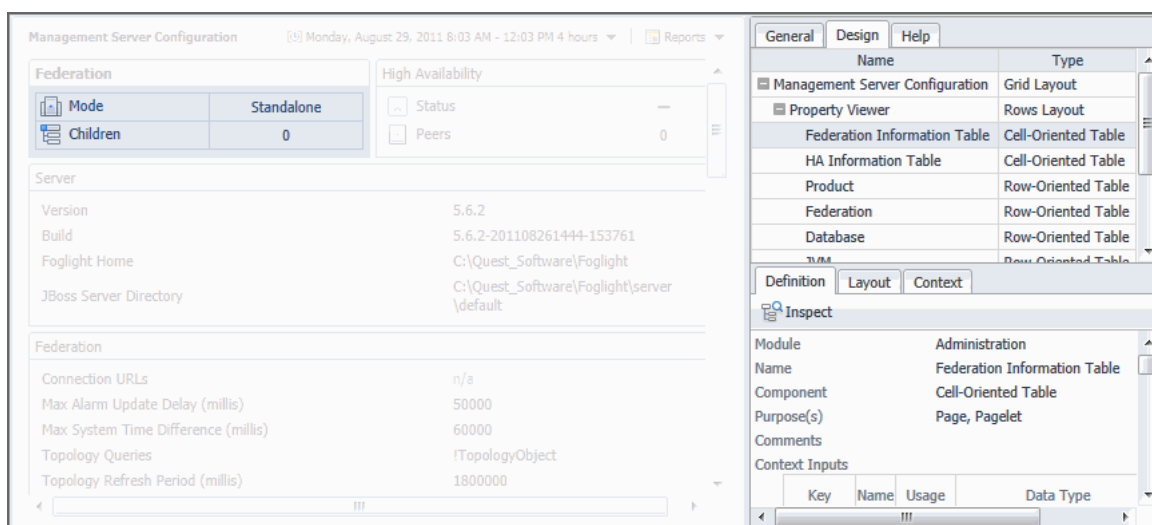 Management Server Configuration Monday, August 29, 2011 8:03 AM - 12:03 PM 4 hours Reports
Federation High Availability
Mode Standalone Status —
Children 0 Peers 0
Server
Version 5.6.2
Build 5.6.2-201108261444-153761
Foglight Home C:\Quest_Software\Foglight
JBoss Server Directory C:\Quest_Software\Foglight\server
\default
Federation
Connection URLs n/a
Max Alarm Update Delay (millis) 50000
Max System Time Difference (millis) 60000
Topology Queries !TopologyObject
Topology Refresh Period (millis) 1800000
General Design Help
Name Type
Management Server Configuration Grid Layout
Property Viewer Rows Layout
Federation Information Table Cell-Oriented Table
HA Information Table Cell-Oriented Table
Product Row-Oriented Table
Federation Row-Oriented Table
Database Row-Oriented Table
JVM Row-Oriented Table
Definition Layout Context
Inspect
Module Administration
Name Federation Information Table
Component Cell-Oriented Table
Purpose(s) Page, Pagelet
Comments
Context Inputs
Key Name Usage Data Type